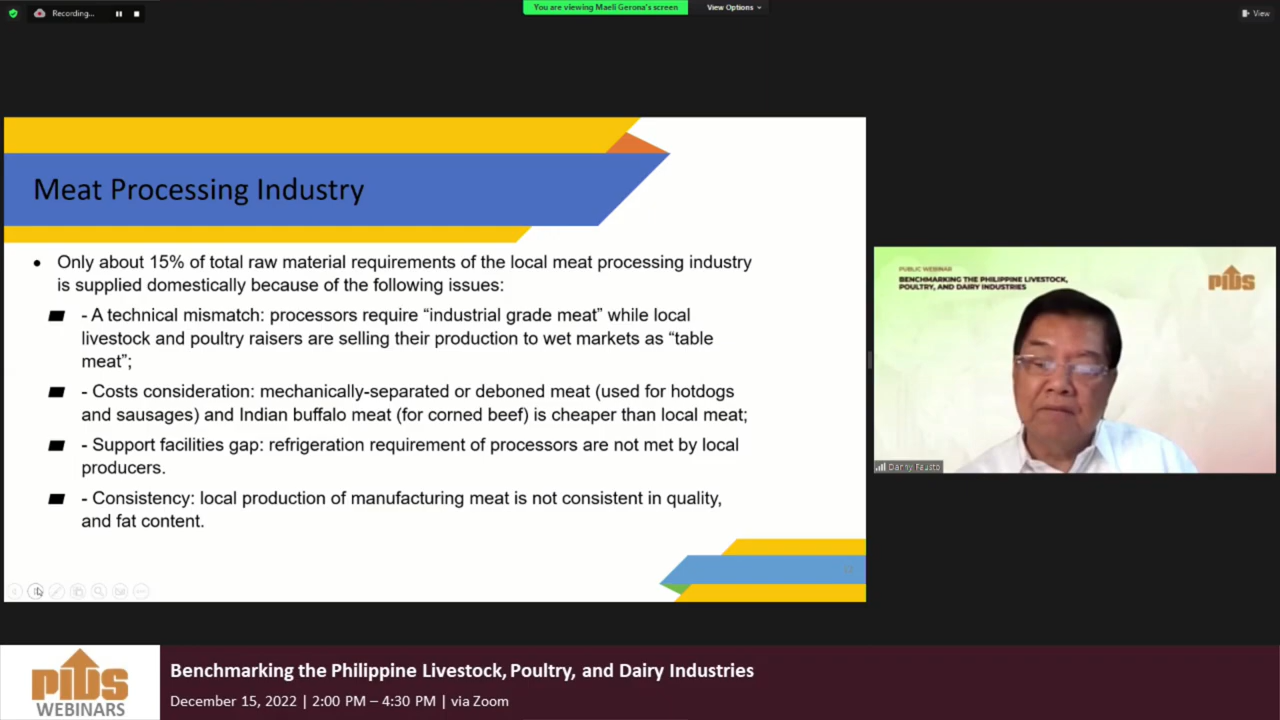 Recording...
You are viewing Maeli Gerona's screen
View Options
View
Meat Processing Industry
• Only about 15% of total raw material requirements of the local meat processing industry
is supplied domestically because of the following issues:
- A technical mismatch: processors require “industrial grade meat” while local
livestock and poultry raisers are selling their production to wet markets as “table
meat”;
- Costs consideration: mechanically-separated or deboned meat (used for hotdogs
and sausages) and Indian buffalo meat (for corned beef) is cheaper than local meat;
- Support facilities gap: refrigeration requirement of processors are not met by local
producers.
- Consistency: local production of manufacturing meat is not consistent in quality,
and fat content.
PUBLIC WEBINAR
BENCHMARKING THE PHILIPPINE LIVESTOCK,
POULTRY, AND DAIRY INDUSTRIES
PIDS
Danny Fausto
PIDS
WEBINARS
Benchmarking the Philippine Livestock, Poultry, and Dairy Industries
December 15, 2022 | 2:00 PM – 4:30 PM | via Zoom